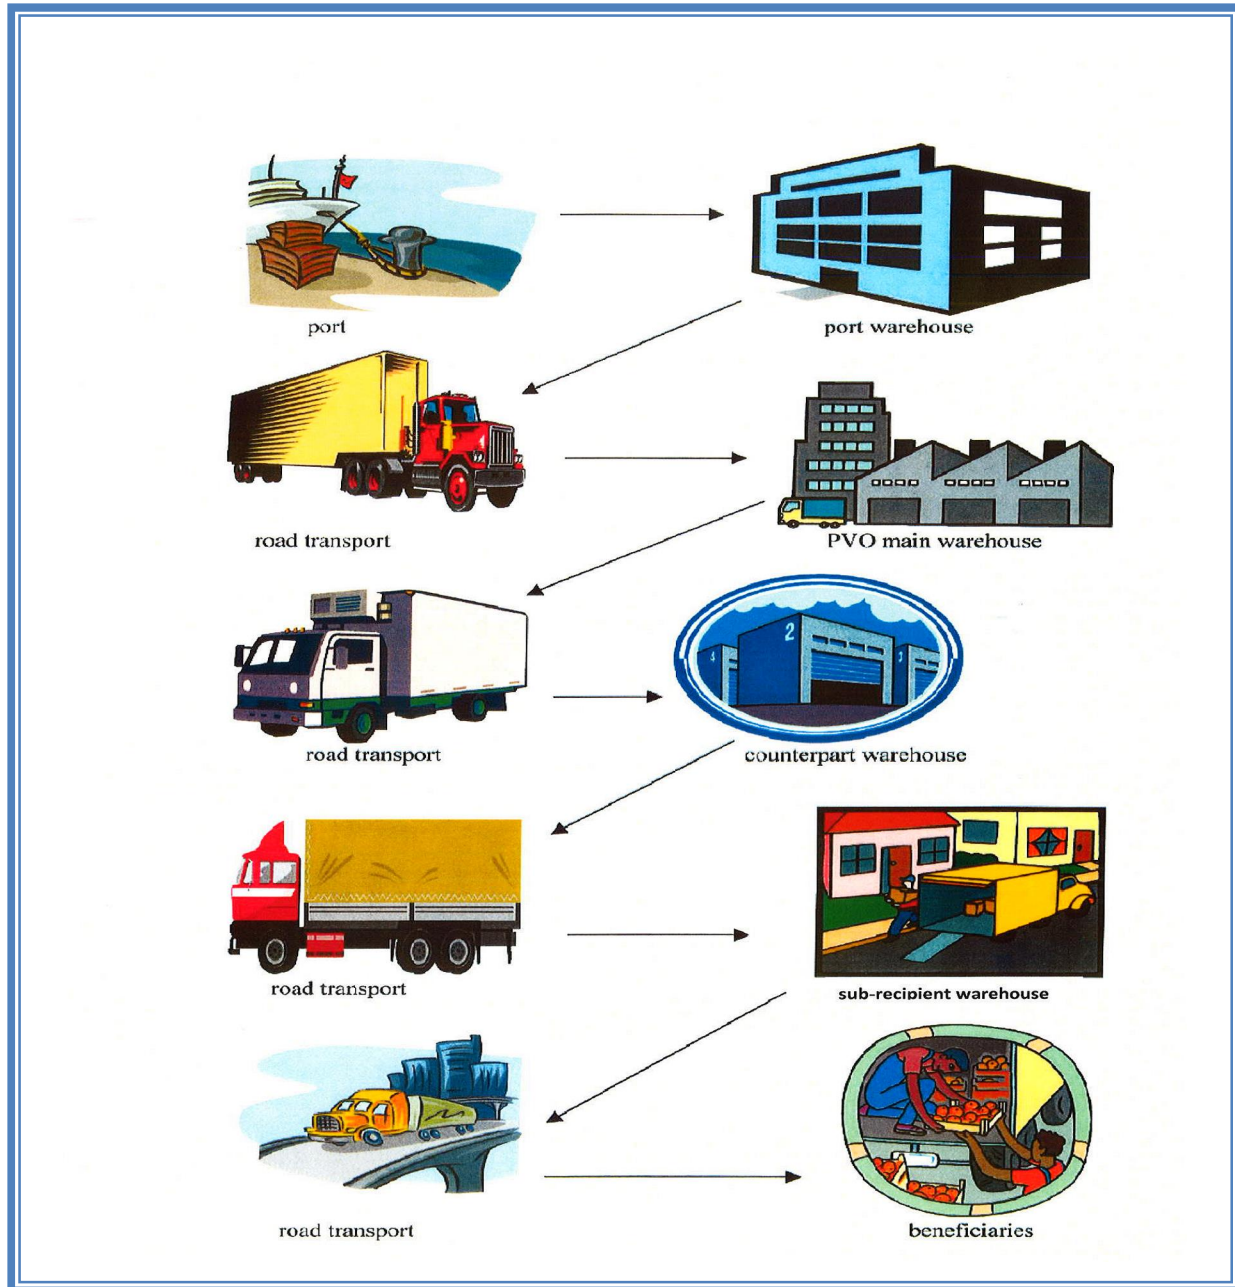 port
port warehouse
road transport
PVO main warehouse
road transport
2
counterpart warehouse
road transport
sub-recipient warehouse
road transport
beneficiaries